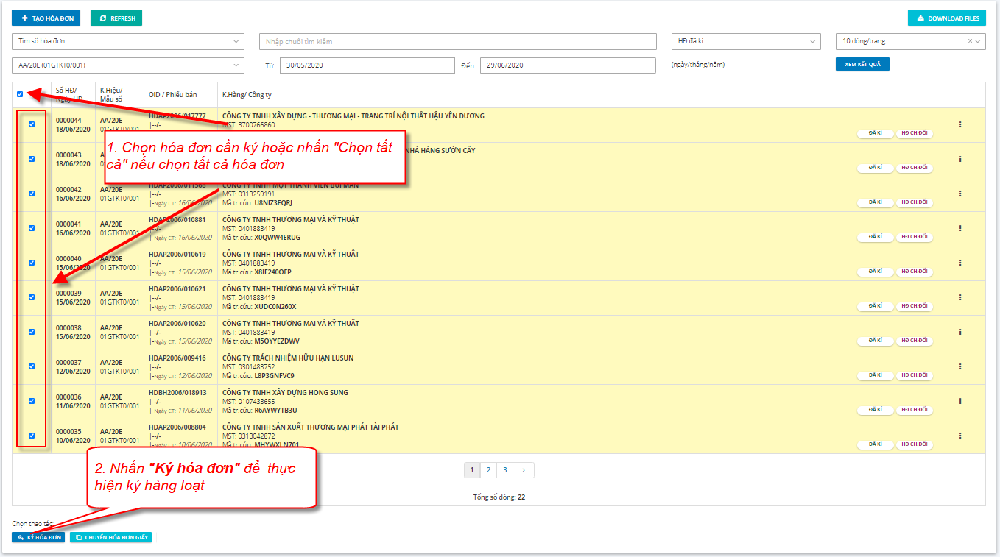 TẠO HÓA ĐƠN
REFRESH
DOWNLOAD FILES
Tìm số hóa đơn
Nhập chuỗi tìm kiếm
HĐ đã kí
10 dòng/trang
AA/20E (01GTKT0/001)
Từ
30/05/2020
Đến
29/06/2020
(ngày/tháng/năm)
XEM KẾT QUẢ
Số HĐ/
Ngày HĐ
K.Hiệu/
Mẫu số
OID / Phiếu bán
K.Hàng/ Công ty
0000044
18/06/2020
AA/20E
01GTKT0/001
HDAP2006/017777
|--/-
CÔNG TY TNHH XÂY DỰNG - THƯƠNG MẠI - TRANG TRÍ NỘI THẤT HẬU YÊN DƯƠNG
MST: 3700766860
ĐÃ KÍ
HĐ CH.ĐỔI
1. Chọn hóa đơn cần ký hoặc nhấn "Chọn tất
cả" nếu chọn tất cả hóa đơn
0000043
18/06/2020
NHÀ HÀNG SƯỜN CÂY
ĐÃ KÍ
HĐ CH.ĐỔI
0000042
16/06/2020
AA/20E
01GTKT0/001
HDAP2006/011568
|--/-
|-Ngày CT: 16/06/2020
CÔNG TY TNHH MỘT THÀNH VIÊN BÙI MẪN
MST: 0313259191
Mã tr.cứu: U8NIZ3EQRJ
ĐÃ KÍ
HĐ CH.ĐỔI
0000041
16/06/2020
AA/20E
01GTKT0/001
HDAP2006/010881
|--/-
|-Ngày CT: 16/06/2020
CÔNG TY TNHH THƯƠNG MẠI VÀ KỸ THUẬT
MST: 0401883419
Mã tr.cứu: X0QWW4ERUG
ĐÃ KÍ
HĐ CH.ĐỔI
0000040
15/06/2020
AA/20E
01GTKT0/001
HDAP2006/010619
|--/-
|-Ngày CT: 15/06/2020
CÔNG TY TNHH THƯƠNG MẠI VÀ KỸ THUẬT
MST: 0401883419
Mã tr.cứu: X8IF240OFP
ĐÃ KÍ
HĐ CH.ĐỔI
0000039
15/06/2020
AA/20E
01GTKT0/001
HDAP2006/010621
|--/-
|-Ngày CT: 15/06/2020
CÔNG TY TNHH THƯƠNG MẠI VÀ KỸ THUẬT
MST: 0401883419
Mã tr.cứu: XUDC0N260X
ĐÃ KÍ
HĐ CH.ĐỔI
0000038
15/06/2020
AA/20E
01GTKT0/001
HDAP2006/010620
|--/-
|-Ngày CT: 15/06/2020
CÔNG TY TNHH THƯƠNG MẠI VÀ KỸ THUẬT
MST: 0401883419
Mã tr.cứu: M5QYYEZDWV
ĐÃ KÍ
HĐ CH.ĐỔI
0000037
12/06/2020
AA/20E
01GTKT0/001
HDAP2006/009416
|--/-
|-Ngày CT: 12/06/2020
CÔNG TY TRÁCH NHIỆM HỮU HẠN LUSUN
MST: 0301483752
Mã tr.cứu: L8P3GNFVC9
ĐÃ KÍ
HĐ CH.ĐỔI
0000036
11/06/2020
AA/20E
01GTKT0/001
HDBH2006/018913
|--/-
|-Ngày CT: 11/06/2020
CÔNG TY TNHH XÂY DỰNG HONG SUNG
MST: 0107433655
Mã tr.cứu: R6AYWYTB3U
ĐÃ KÍ
HĐ CH.ĐỔI
0000035
10/06/2020
AA/20E
01GTKT0/001
HDAP2006/008804
|--/-
|-Ngày CT: 10/06/2020
CÔNG TY TNHH SẢN XUẤT THƯƠNG MẠI PHÁT TÀI PHÁT
MST: 0313042872
Mã tr.cứu: MHYWXLN701
ĐÃ KÍ
HĐ CH.ĐỔI
2. Nhấn "Ký hóa đơn" để thực
hiện ký hàng loạt
1 2 3 ›
Tổng số dòng: 22
Chọn thao tác:
KÝ HÓA ĐƠN
CHUYỂN HÓA ĐƠN GIẤY